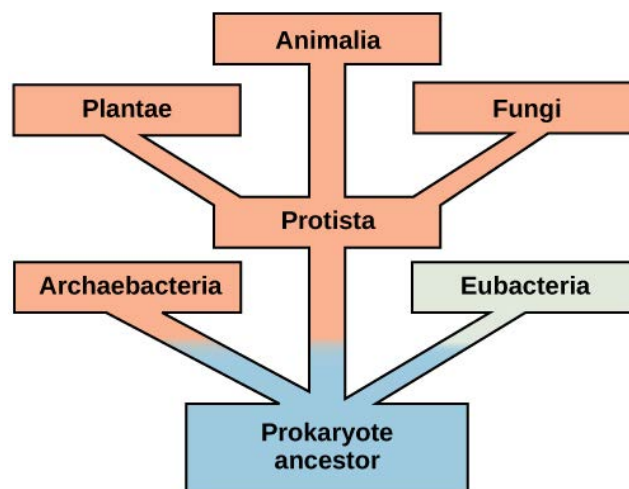 Animalia
Plantae
Fungi
Protista
Archaebacteria
Eubacteria
Prokaryote
ancestor